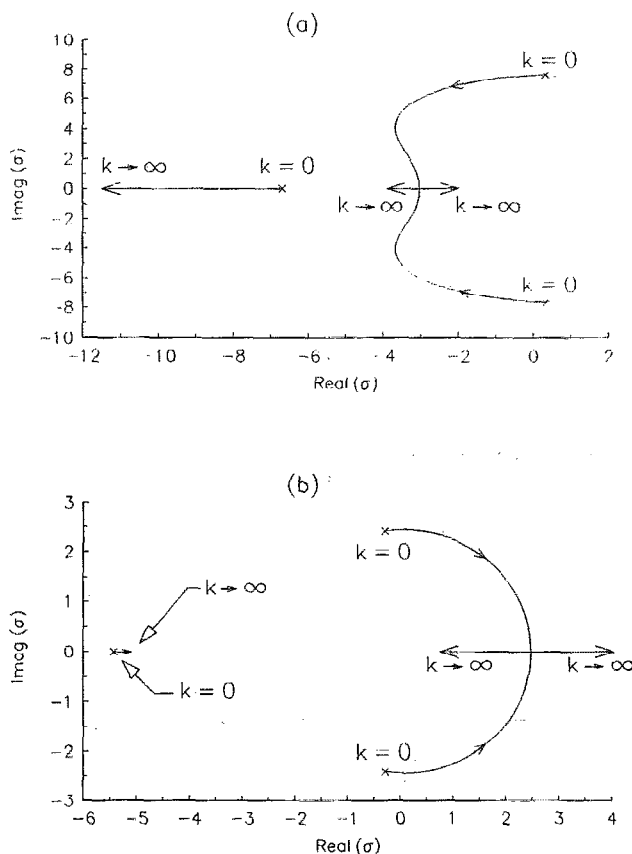 (a)
10
8
6
4
2
0
-2
-4
-6
-8
-10
Imag (σ)
k = 0
k → ∞
k = 0
k → ∞
k → ∞
k = 0
-12
-10
-8
-6
-4
-2
0
2
Real (σ)
(b)
3
2
1
0
-1
-2
-3
Imag (σ)
k = 0
k → ∞
k → ∞
k → ∞
k = 0
k = 0
-6
-5
-4
-3
-2
-1
0
1
2
3
4
Real (σ)